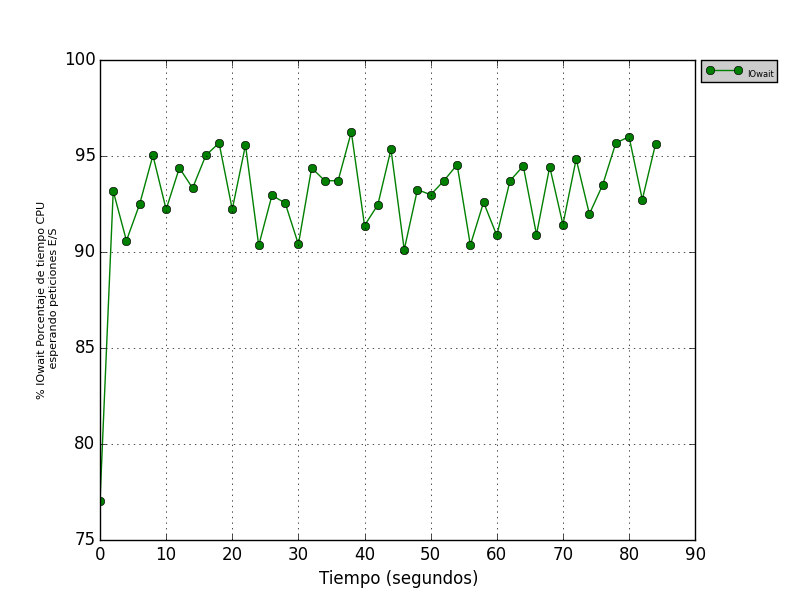 100
95
90
85
80
75
0 10 20 30 40 50 60 70 80 90
Tiempo (segundos)
% IOwait Porcentaje de tiempo CPU
esperando peticiones E/S
IOwait